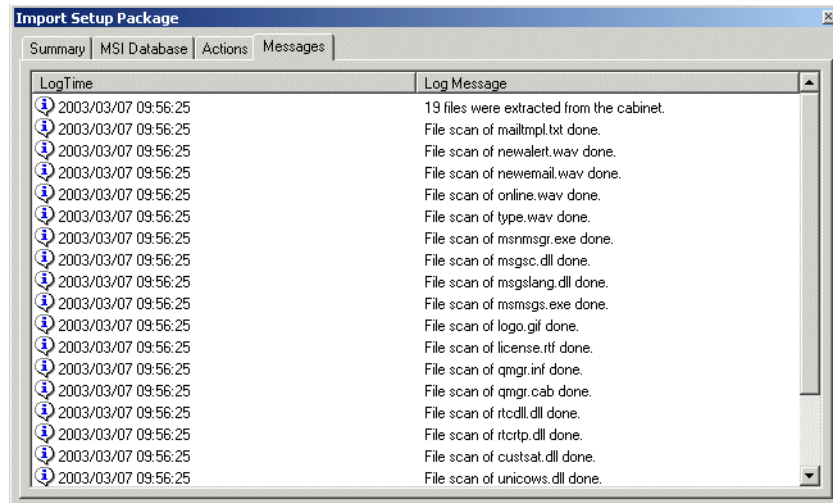 Import Setup Package
Summary MSI Database Actions Messages
LogTime Log Message
2003/03/07 09:56:25 19 files were extracted from the cabinet.
2003/03/07 09:56:25 File scan of mailtmpl.txt done.
2003/03/07 09:56:25 File scan of newalert.wav done.
2003/03/07 09:56:25 File scan of newemail.wav done.
2003/03/07 09:56:25 File scan of online.wav done.
2003/03/07 09:56:25 File scan of type.wav done.
2003/03/07 09:56:25 File scan of msnmsgr.exe done.
2003/03/07 09:56:25 File scan of msgsc.dll done.
2003/03/07 09:56:25 File scan of msgslang.dll done.
2003/03/07 09:56:25 File scan of msmsgs.exe done.
2003/03/07 09:56:25 File scan of logo.gif done.
2003/03/07 09:56:25 File scan of license.rtf done.
2003/03/07 09:56:25 File scan of qmgr.inf done.
2003/03/07 09:56:25 File scan of qmgr.cab done.
2003/03/07 09:56:25 File scan of rtcdll.dll done.
2003/03/07 09:56:25 File scan of rtcrtp.dll done.
2003/03/07 09:56:25 File scan of custsat.dll done.
2003/03/07 09:56:25 File scan of unicows.dll done.